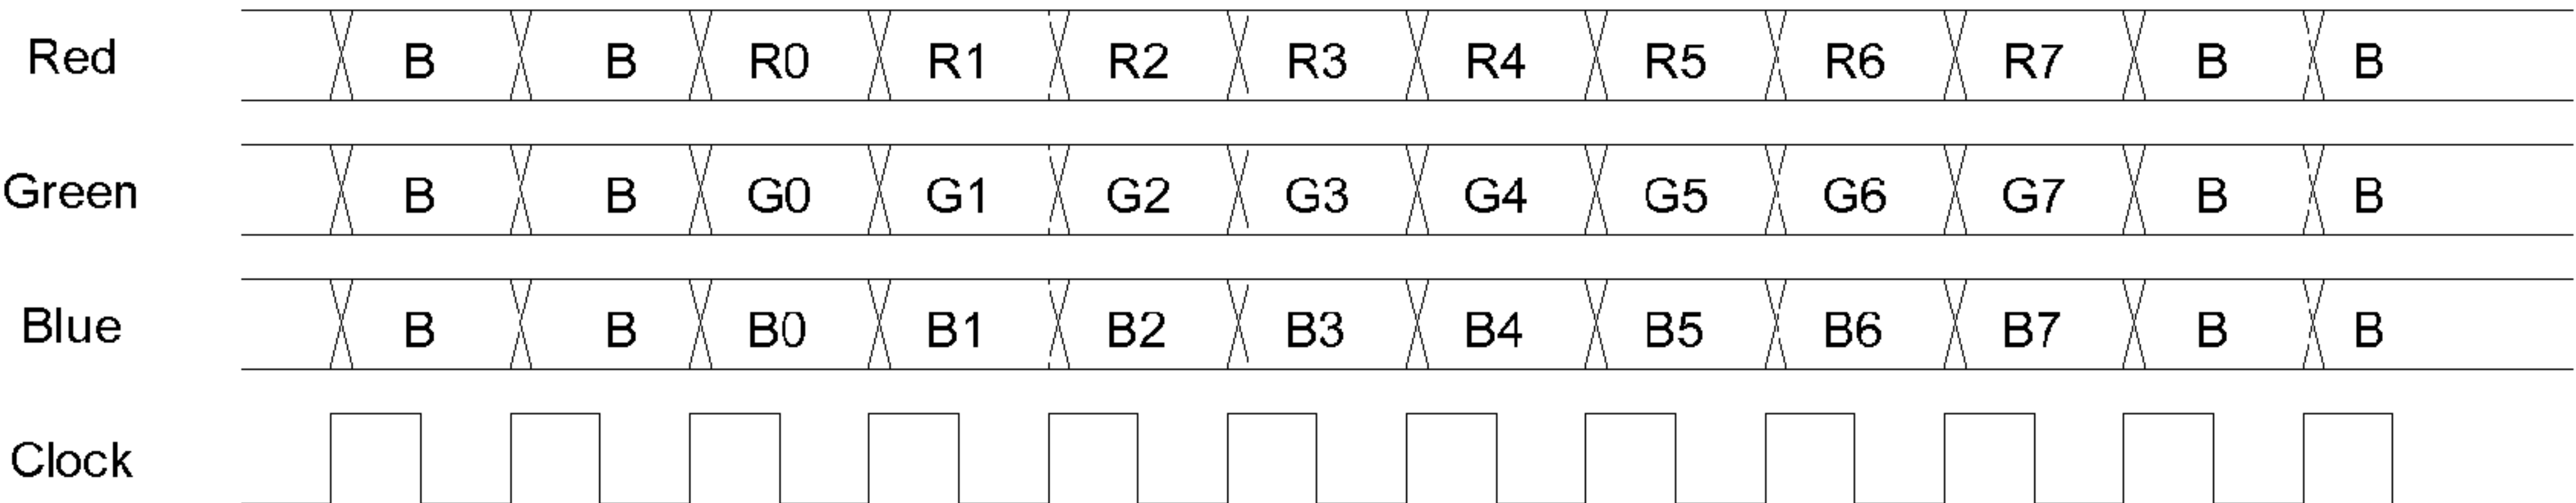 Red B B R0 R1 R2 R3 R4 R5 R6 R7 B B
Green B B G0 G1 G2 G3 G4 G5 G6 G7 B B
Blue B B B0 B1 B2 B3 B4 B5 B6 B7 B B
Clock